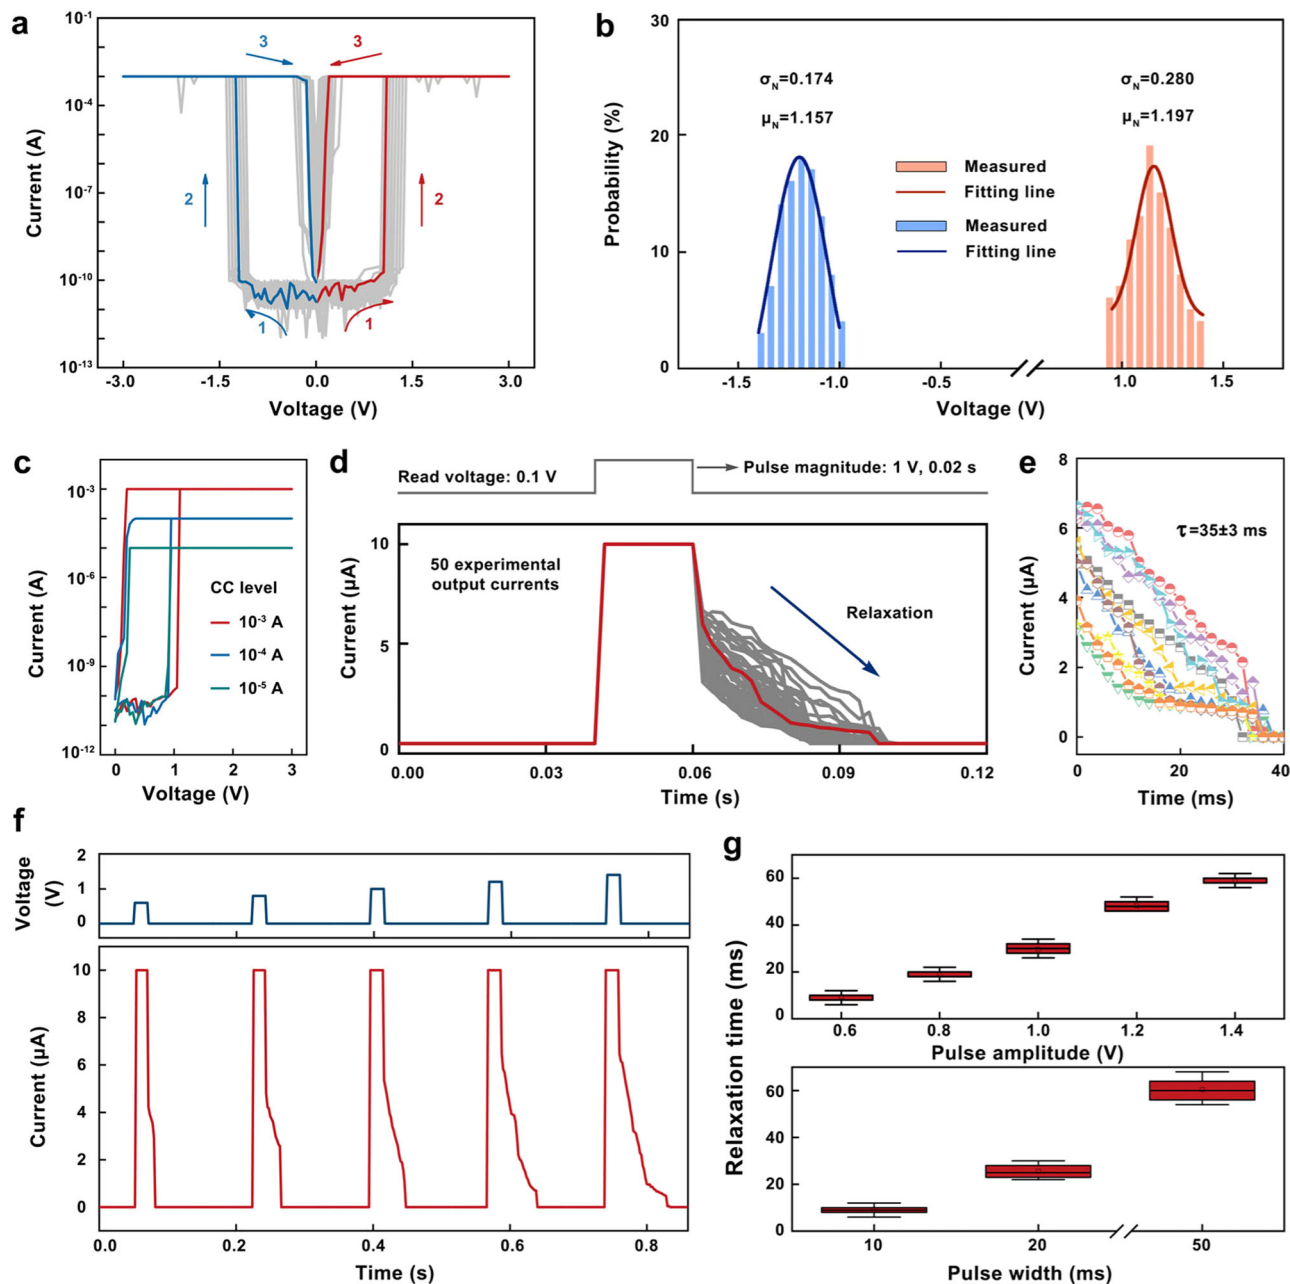 a
10⁻¹
10⁻⁴
10⁻⁷
10⁻¹⁰
10⁻¹³
Current (A)
3
3
2
2
1
1
-3.0
-1.5
0.0
1.5
3.0
Voltage (V)
b
30
20
10
0
Probability (%)
σN=0.174
μN=1.157
σN=0.280
μN=1.197
Measured
Fitting line
Measured
Fitting line
-1.5
-1.0
-0.5
1.0
1.5
Voltage (V)
c
10⁻³
10⁻⁶
10⁻⁹
10⁻¹²
Current (A)
CC level
10⁻³ A
10⁻⁴ A
10⁻⁵ A
0
1
2
3
Voltage (V)
d
Read voltage: 0.1 V
Pulse magnitude: 1 V, 0.02 s
10
5
0
Current (μA)
50 experimental
output currents
Relaxation
0.00
0.03
0.06
0.09
0.12
Time (s)
e
8
6
4
2
0
Current (μA)
τ=35±3 ms
0
20
40
Time (ms)
f
2
1
0
Voltage
(V)
10
8
6
4
2
0
Current (μA)
0.0
0.2
0.4
0.6
0.8
Time (s)
g
60
40
20
0
0.6
0.8
1.0
1.2
1.4
Pulse amplitude (V)
Relaxation time (ms)
60
40
20
0
10
20
50
Pulse width (ms)